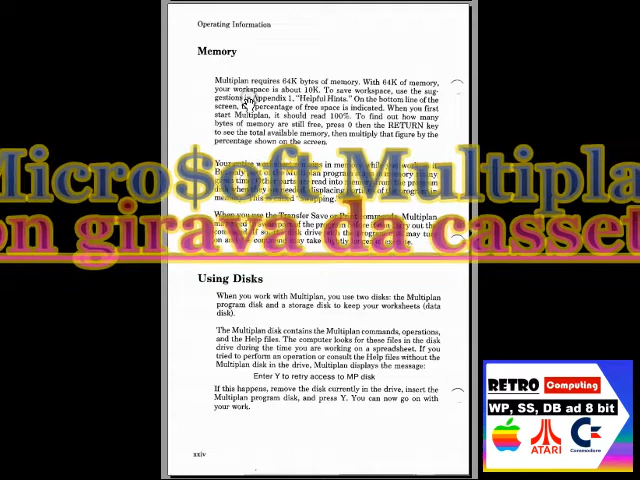 Operating Information
Memory
Multiplan requires 64K bytes of memory. With 64K of memory,
your workspace is about 10K. To save workspace, use the sug-
gestions in Appendix 1, "Helpful Hints." On the bottom line of the
screen, percentage of free space is indicated. When you first
start Multiplan, it should read 100%. To find out how many
bytes of memory are still free, press 0 then the RETURN key
to see the total available memory, then multiply that figure by the
percentage shown on the screen.
Micro$oft Multipla
on girava da casset
When you use the Transfer Save or Print commands, Multiplan
Using Disks
When you work with Multiplan, you use two disks: the Multiplan
program disk and a storage disk to keep your worksheets (data
disk).
The Multiplan disk contains the Multiplan commands, operations,
and the Help files. The computer looks for these files in the disk
drive during the time you are working on a spreadsheet. If you
tried to perform an operation or consult the Help files without the
Multiplan disk in the drive, Multiplan displays the message:
Enter Y to retry access to MP disk
If this happens, remove the disk currently in the drive, insert the
Multiplan program disk, and press Y. You can now go on with
your work.
xxiv
RETRO Computing
WP, SS, DB ad 8 bit
ATARI
Commodore